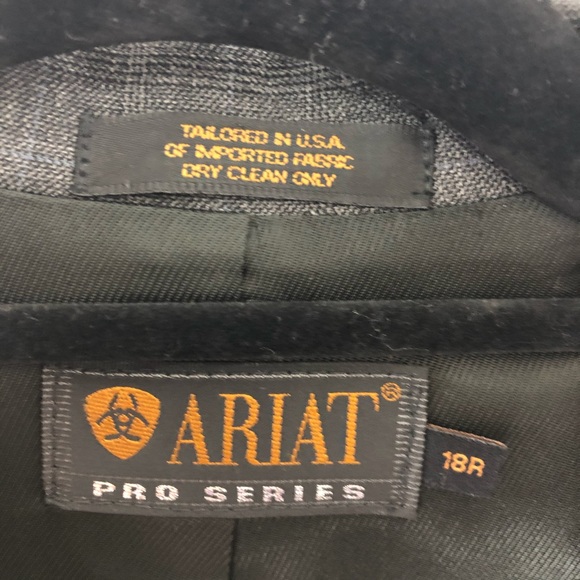 TAILORED IN U.S.A.
OF IMPORTED FABRIC
DRY CLEAN ONLY
ARIAT®
PRO SERIES
18R